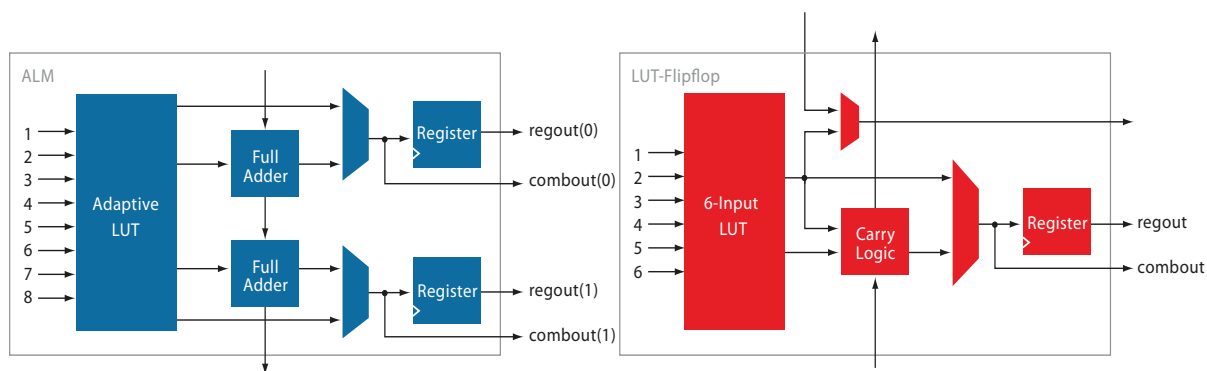 ALM
1
2
3
4
5
6
7
8
Adaptive
LUT
Full
Adder
Full
Adder
Register
Register
regout(0)
combout(0)
regout(1)
combout(1)
LUT-Flipflop
1
2
3
4
5
6
6-Input
LUT
Carry
Logic
Register
regout
combout